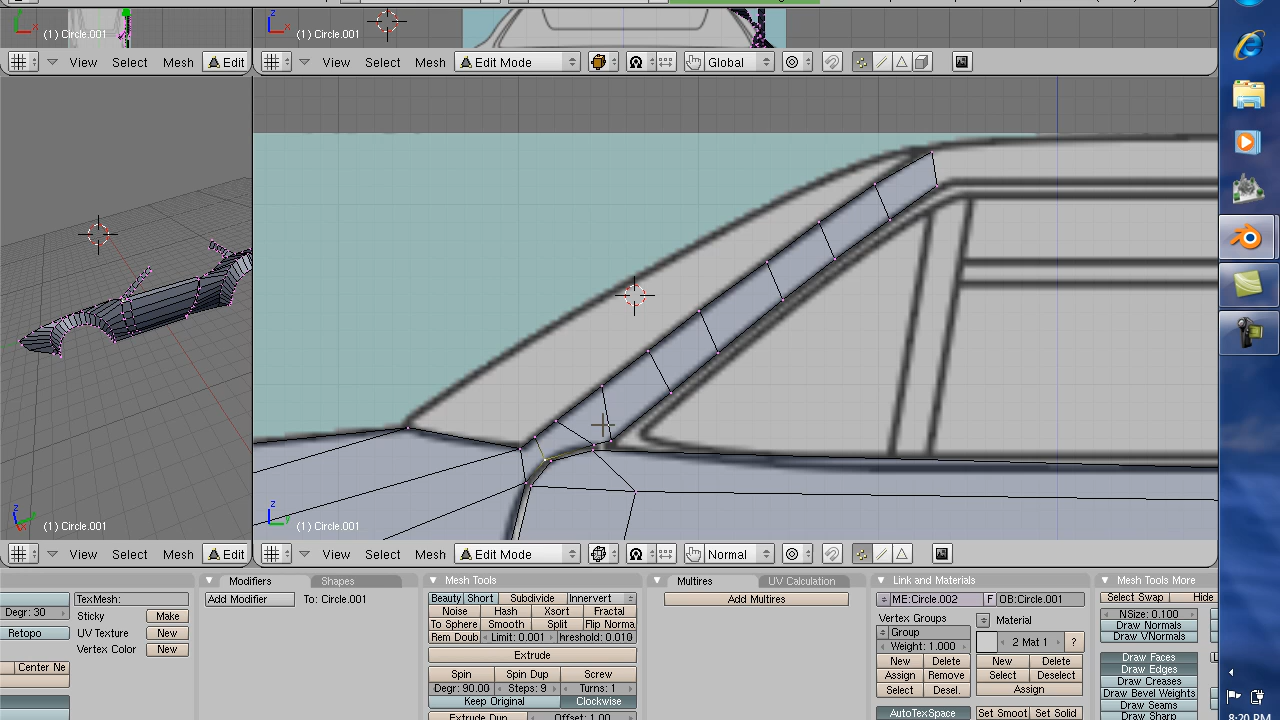 x
(1) Circle.001
z
x
(1) Circle.001
View Select Mesh Edit
View Select Mesh Edit Mode Global
z
(1) Circle.001
z
y
(1) Circle.001
View Select Mesh Edit
View Select Mesh Edit Mode Normal
Modifiers Shapes
Mesh Tools
Multires UV Calculation
Link and Materials
Mesh Tools More
Degr: 30
Retopo
Center Ne
TexMesh:
Sticky Make
UV Texture New
Vertex Color New
Add Modifier To: Circle.001
Beauty Short Subdivide Innervert
Noise Hash Xsort Fractal
To Sphere Smooth Split Flip Norma
Rem Doub Limit: 0.001 hreshold: 0.010
Extrude
Spin Spin Dup Screw
Degr: 90.00 Steps: 9 Turns: 1
Keep Original Clockwise
Extrude Dup Offset: 1.00
Add Multires
ME:Circle.002 F OB:Circle.001
Vertex Groups
Group
Weight: 1.000
New Delete
Assign Remove
Select Desel.
AutoTexSpace
Material
2 Mat 1 ?
New Delete
Select Deselect
Assign
Set Smoot Set Solid
Select Swap Hide
NSize: 0.100
Draw Normals
Draw VNormals
Draw Faces
Draw Edges
Draw Creases
Draw Bevel Weights
Draw Seams
Draw Sharp
8:20 PM